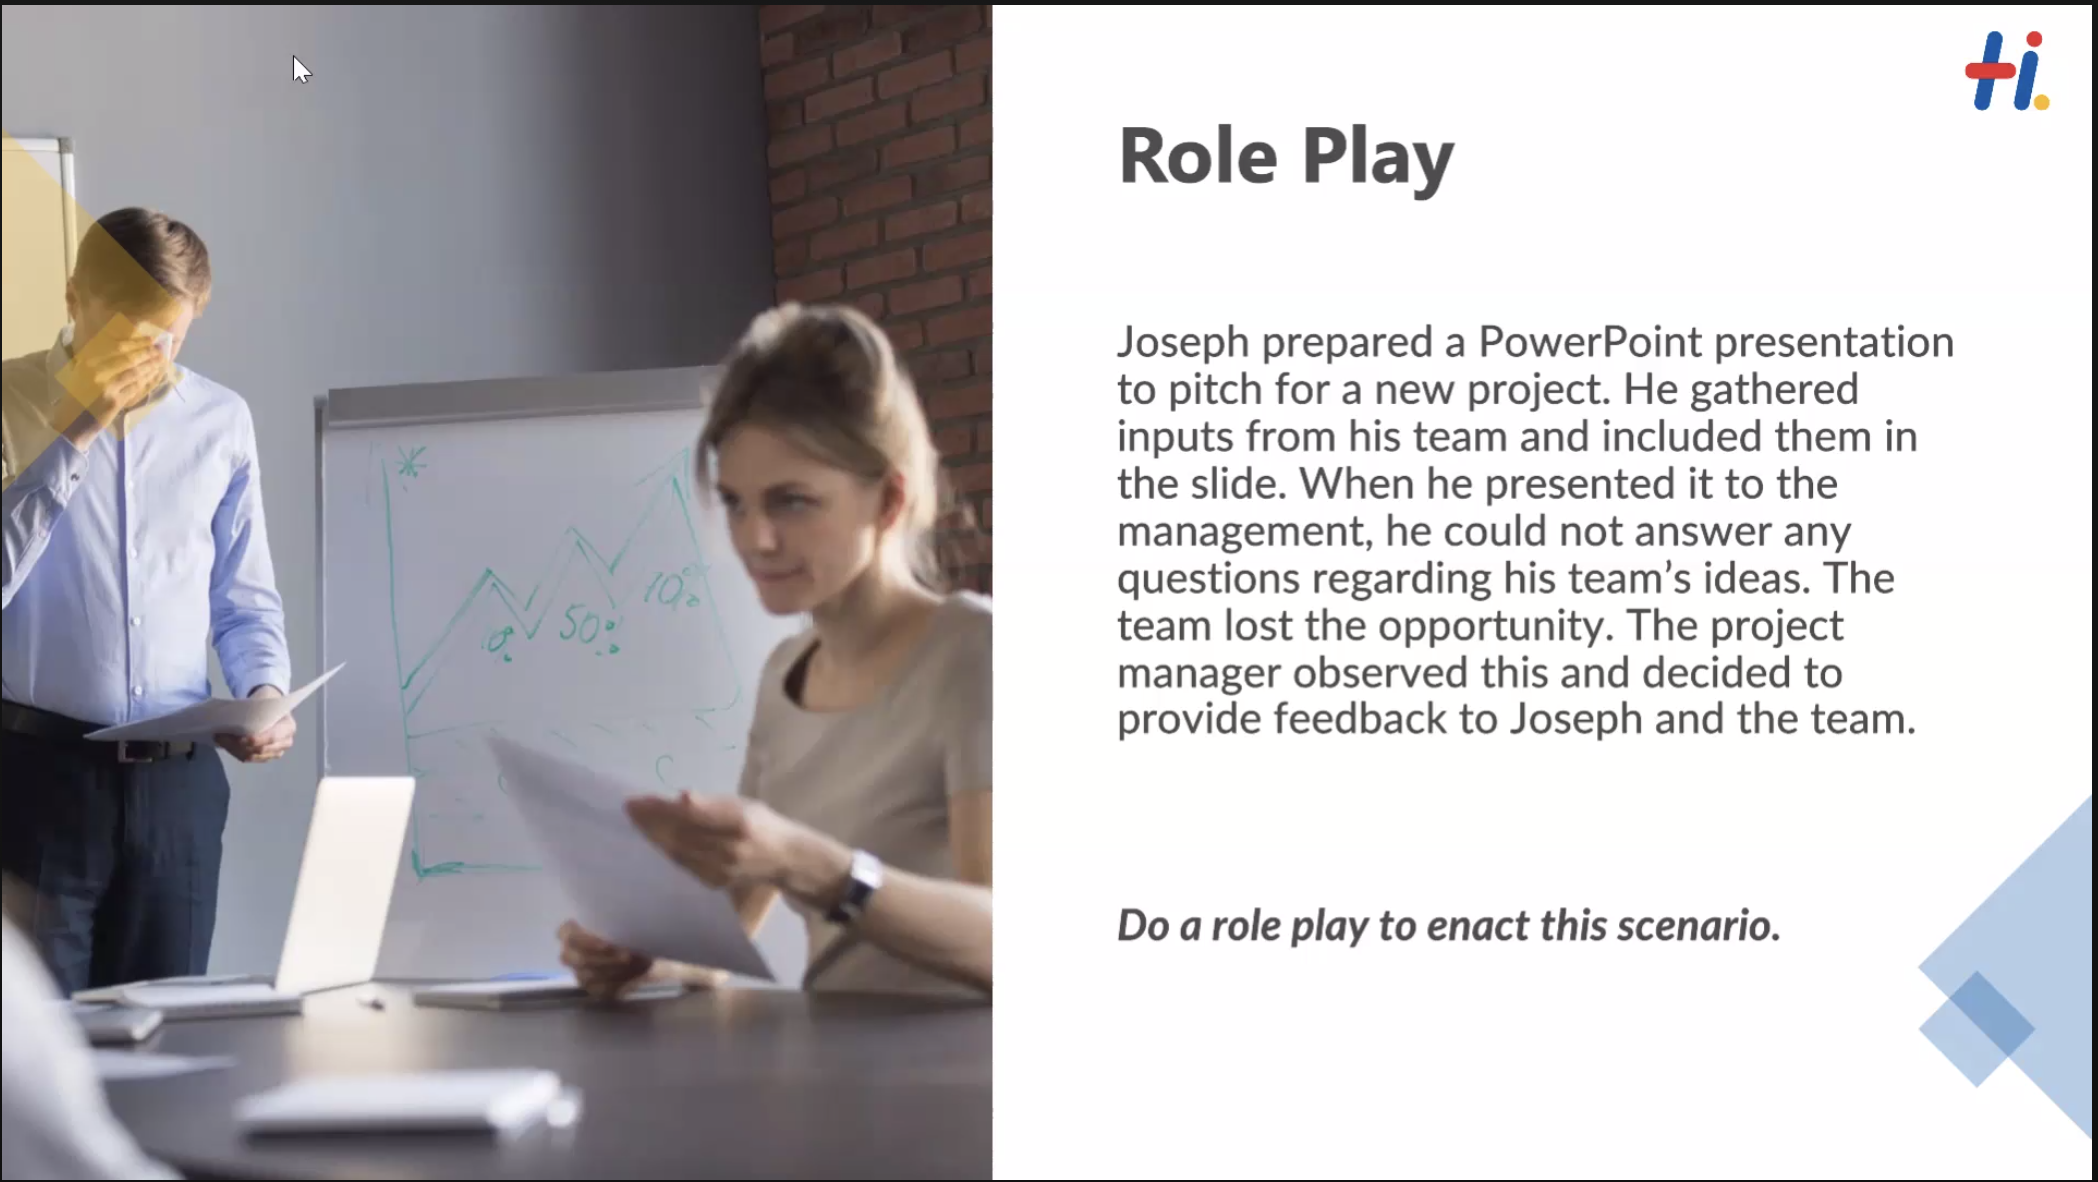 Hi.
Role Play
Joseph prepared a PowerPoint presentation
to pitch for a new project. He gathered
inputs from his team and included them in
the slide. When he presented it to the
management, he could not answer any
questions regarding his team’s ideas. The
team lost the opportunity. The project
manager observed this and decided to
provide feedback to Joseph and the team.
Do a role play to enact this scenario.
50%
10%